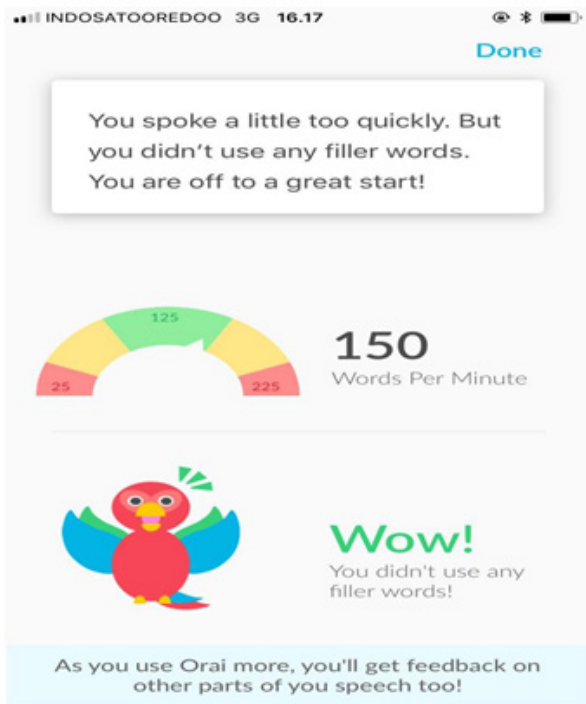 INDOSATOOREDOO 3G 16.17
Done
You spoke a little too quickly. But
you didn't use any filler words.
You are off to a great start!
125
25
225
150
Words Per Minute
Wow!
You didn't use any
filler words!
As you use Orai more, you'll get feedback on
other parts of you speech too!